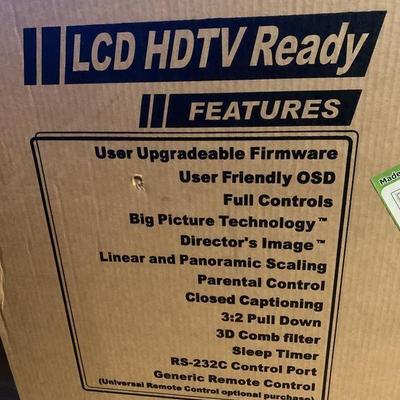 LCD HDTV Ready
FEATURES
User Upgradeable Firmware
User Friendly OSD
Full Controls
Big Picture Technology™
Director's Image™
Linear and Panoramic Scaling
Parental Control
Closed Captioning
3:2 Pull Down
3D Comb filter
Sleep Timer
RS-232C Control Port
Generic Remote Control
(Universal Remote Control optional purchase)
Made